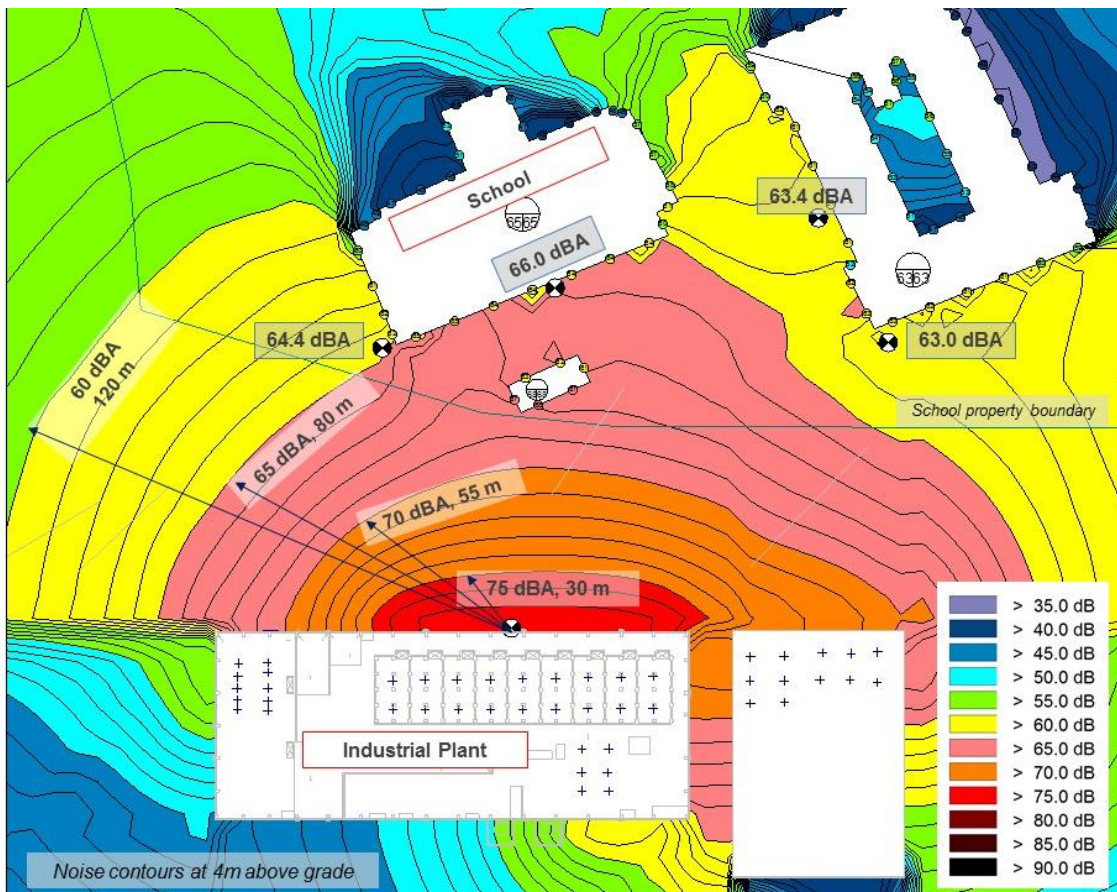 School
6565
66.0 dBA
63.4 dBA
6363
64.4 dBA
63.0 dBA
60 dBA
120 m
School property boundary
65 dBA, 80 m
70 dBA, 55 m
75 dBA, 30 m
Industrial Plant
Noise contours at 4m above grade
> 35.0 dB
> 40.0 dB
> 45.0 dB
> 50.0 dB
> 55.0 dB
> 60.0 dB
> 65.0 dB
> 70.0 dB
> 75.0 dB
> 80.0 dB
> 85.0 dB
> 90.0 dB